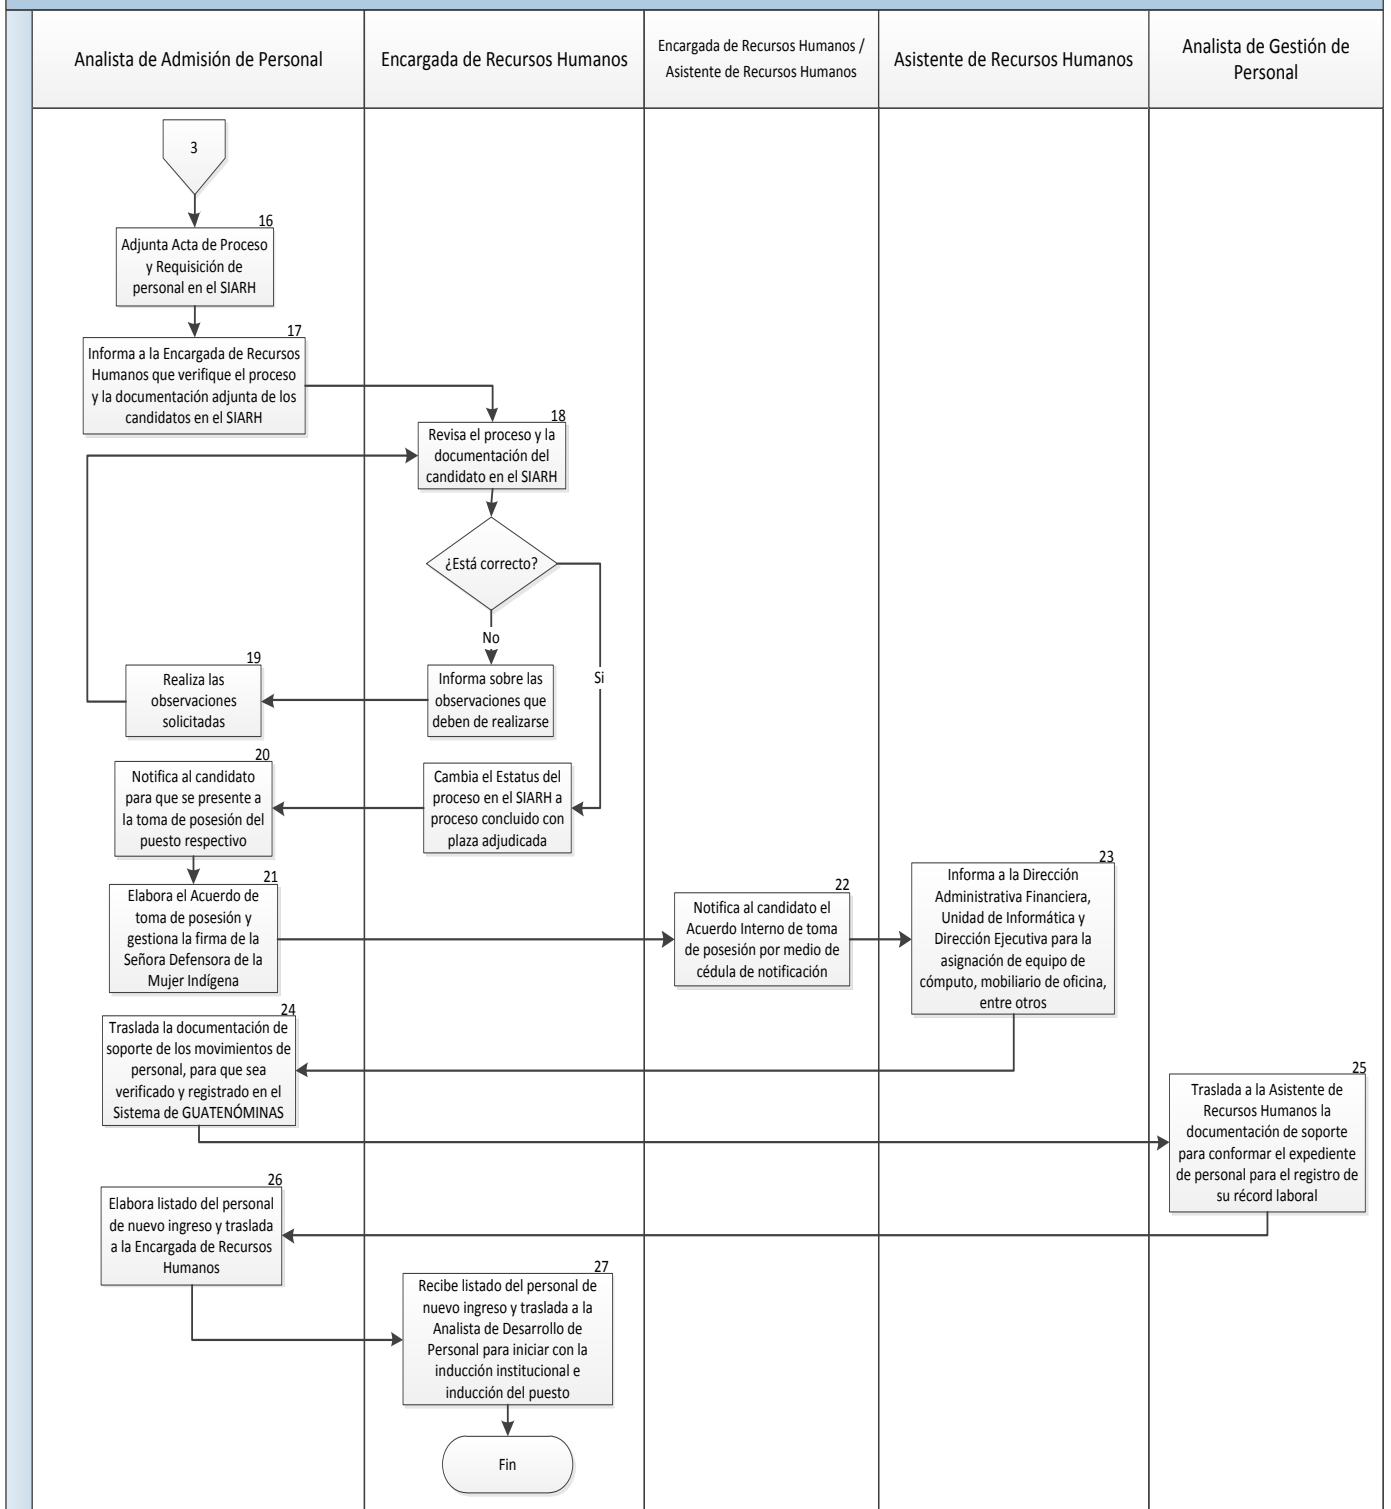 Analista de Admisión de Personal
Encargada de Recursos Humanos
Encargada de Recursos Humanos /
Asistente de Recursos Humanos
Asistente de Recursos Humanos
Analista de Gestión de
Personal
3
16
Adjunta Acta de Proceso
y Requisición de
personal en el SIARH
17
Informa a la Encargada de Recursos
Humanos que verifique el proceso
y la documentación adjunta de los
candidatos en el SIARH
18
Revisa el proceso y la
documentación del
candidato en el SIARH
¿Está correcto?
No
Si
Informa sobre las
observaciones que
deben de realizarse
19
Realiza las
observaciones
solicitadas
Cambia el Estatus del
proceso en el SIARH a
proceso concluido con
plaza adjudicada
20
Notifica al candidato
para que se presente a
la toma de posesión del
puesto respectivo
21
Elabora el Acuerdo de
toma de posesión y
gestiona la firma de la
Señora Defensora de la
Mujer Indígena
22
Notifica al candidato el
Acuerdo Interno de toma
de posesión por medio de
cédula de notificación
23
Informa a la Dirección
Administrativa Financiera,
Unidad de Informática y
Dirección Ejecutiva para la
asignación de equipo de
cómputo, mobiliario de oficina,
entre otros
24
Traslada la documentación de
soporte de los movimientos de
personal, para que sea
verificado y registrado en el
Sistema de GUATENÓMINAS
25
Traslada a la Asistente de
Recursos Humanos la
documentación de soporte
para conformar el expediente
de personal para el registro de
su récord laboral
26
Elabora listado del personal
de nuevo ingreso y traslada
a la Encargada de Recursos
Humanos
27
Recibe listado del personal de
nuevo ingreso y traslada a la
Analista de Desarrollo de
Personal para iniciar con la
inducción institucional e
inducción del puesto
Fin